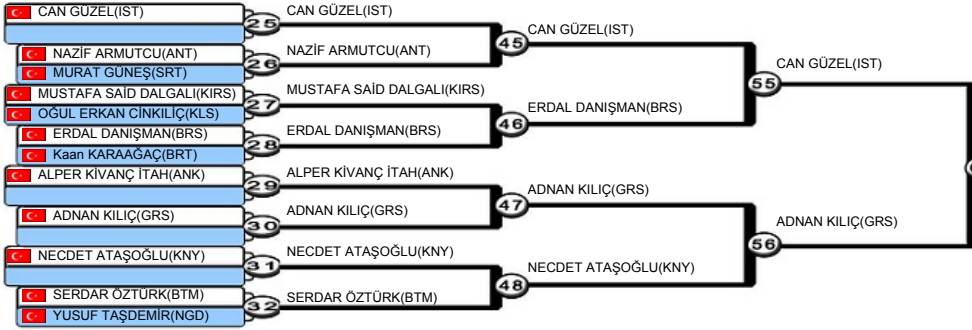 CAN GÜZEL(IST)
NAZİF ARMUTCU(ANT)
MURAT GÜNEŞ(SRT)
MUSTAFA SAİD DALGALI(KIRS)
OĞUL ERKAN CİNKILIÇ(KLS)
ERDAL DANIŞMAN(BRS)
Kaan KARAAĞAÇ(BRT)
ALPER KİVANÇ İTAH(ANK)
ADNAN KILIÇ(GRS)
NECDET ATAŞOĞLU(KNY)
SERDAR ÖZTÜRK(BTM)
YUSUF TAŞDEMİR(NGD)
25
26
27
28
29
30
31
32
CAN GÜZEL(IST)
NAZİF ARMUTCU(ANT)
MUSTAFA SAİD DALGALI(KIRS)
ERDAL DANIŞMAN(BRS)
ALPER KİVANÇ İTAH(ANK)
ADNAN KILIÇ(GRS)
NECDET ATAŞOĞLU(KNY)
SERDAR ÖZTÜRK(BTM)
45
46
47
48
CAN GÜZEL(IST)
ERDAL DANIŞMAN(BRS)
ADNAN KILIÇ(GRS)
NECDET ATAŞOĞLU(KNY)
55
56
CAN GÜZEL(IST)
ADNAN KILIÇ(GRS)